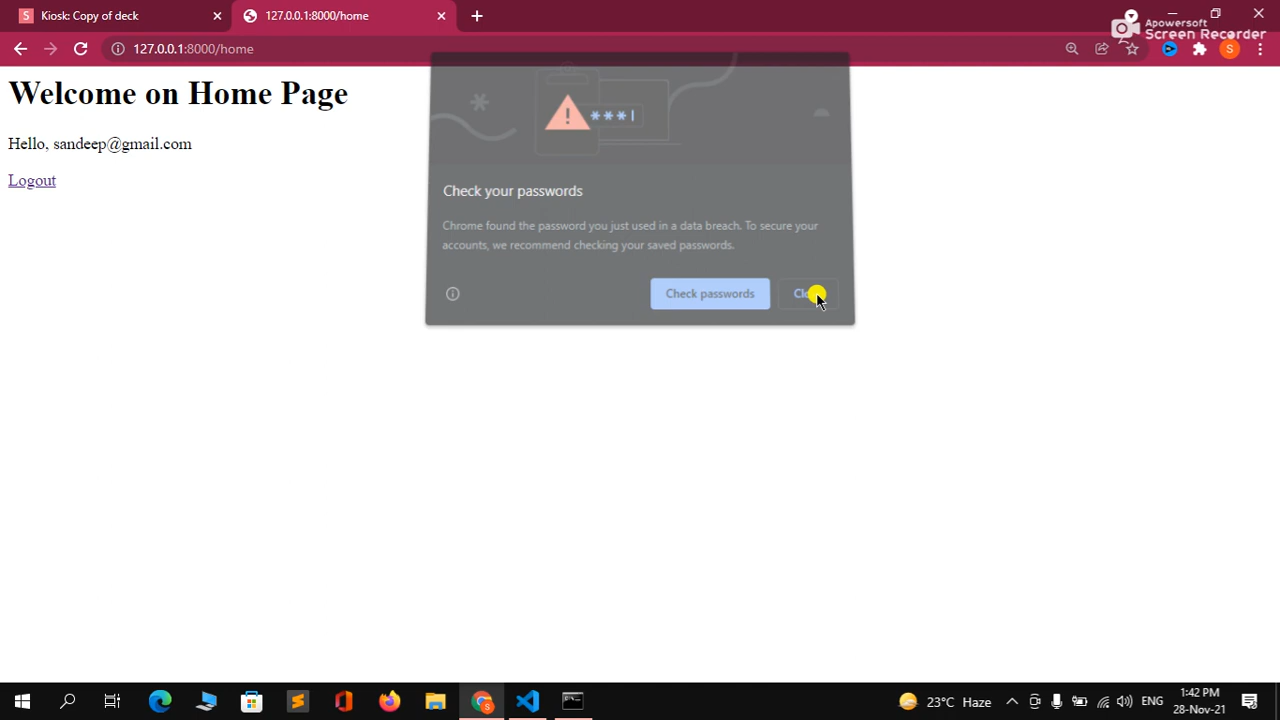 Kiosk: Copy of deck
127.0.0.1:8000/home
Apowersoft
Screen Recorder
127.0.0.1:8000/home
S
Welcome on Home Page
Hello, sandeep@gmail.com
Logout
***|
Check your passwords
Chrome found the password you just used in a data breach. To secure your
accounts, we recommend checking your saved passwords.
Check passwords
23°C Haze
ENG
1:42 PM
28-Nov-21